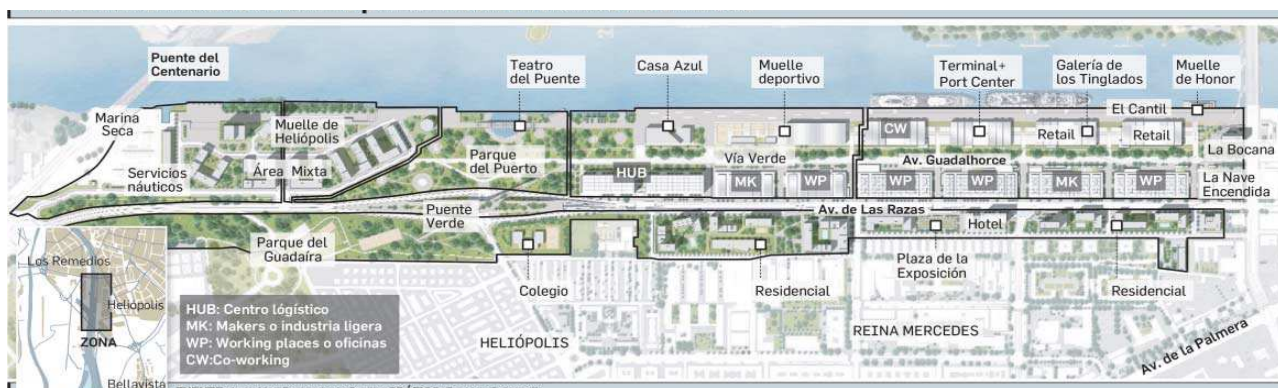 Puente del
Centenario
Teatro
del Puente
Casa Azul
Muelle
deportivo
Terminal+
Port Center
Galería de
los Tinglados
Muelle
de Honor
Marina
Seca
Muelle de
Heliópolis
El Cantil
CW
Retail
Retail
La Bocana
Parque
del Puerto
Vía Verde
Av. Guadalhorce
Servicios
náuticos
Área Mixta
HUB
MK
WP
WP
WP
MK
WP
La Nave
Encendida
Puente
Verde
Av. de Las Razas
Hotel
Parque del
Guadaíra
Plaza de la
Exposición
Colegio
Residencial
Residencial
Los Remedios
Heliópolis
ZONA
Bellavista
HUB: Centro lógístico
MK: Makers o industria ligera
WP: Working places o oficinas
CW:Co-working
HELIÓPOLIS
REINA MERCEDES
Av. de la Palmera